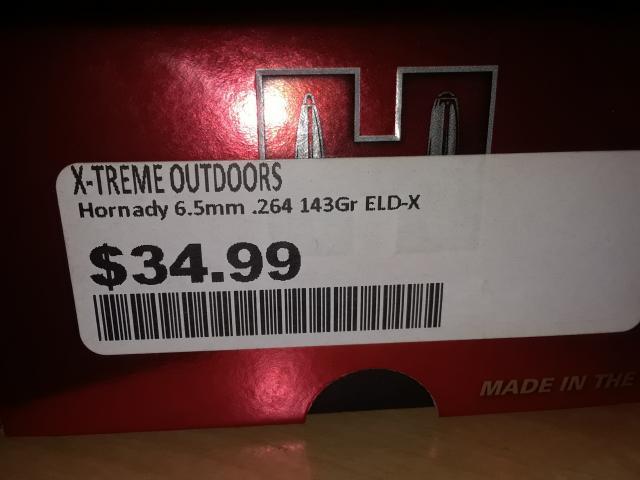 X-TREME OUTDOORS
Hornady 6.5mm .264 143Gr ELD-X
$34.99
MADE IN THE